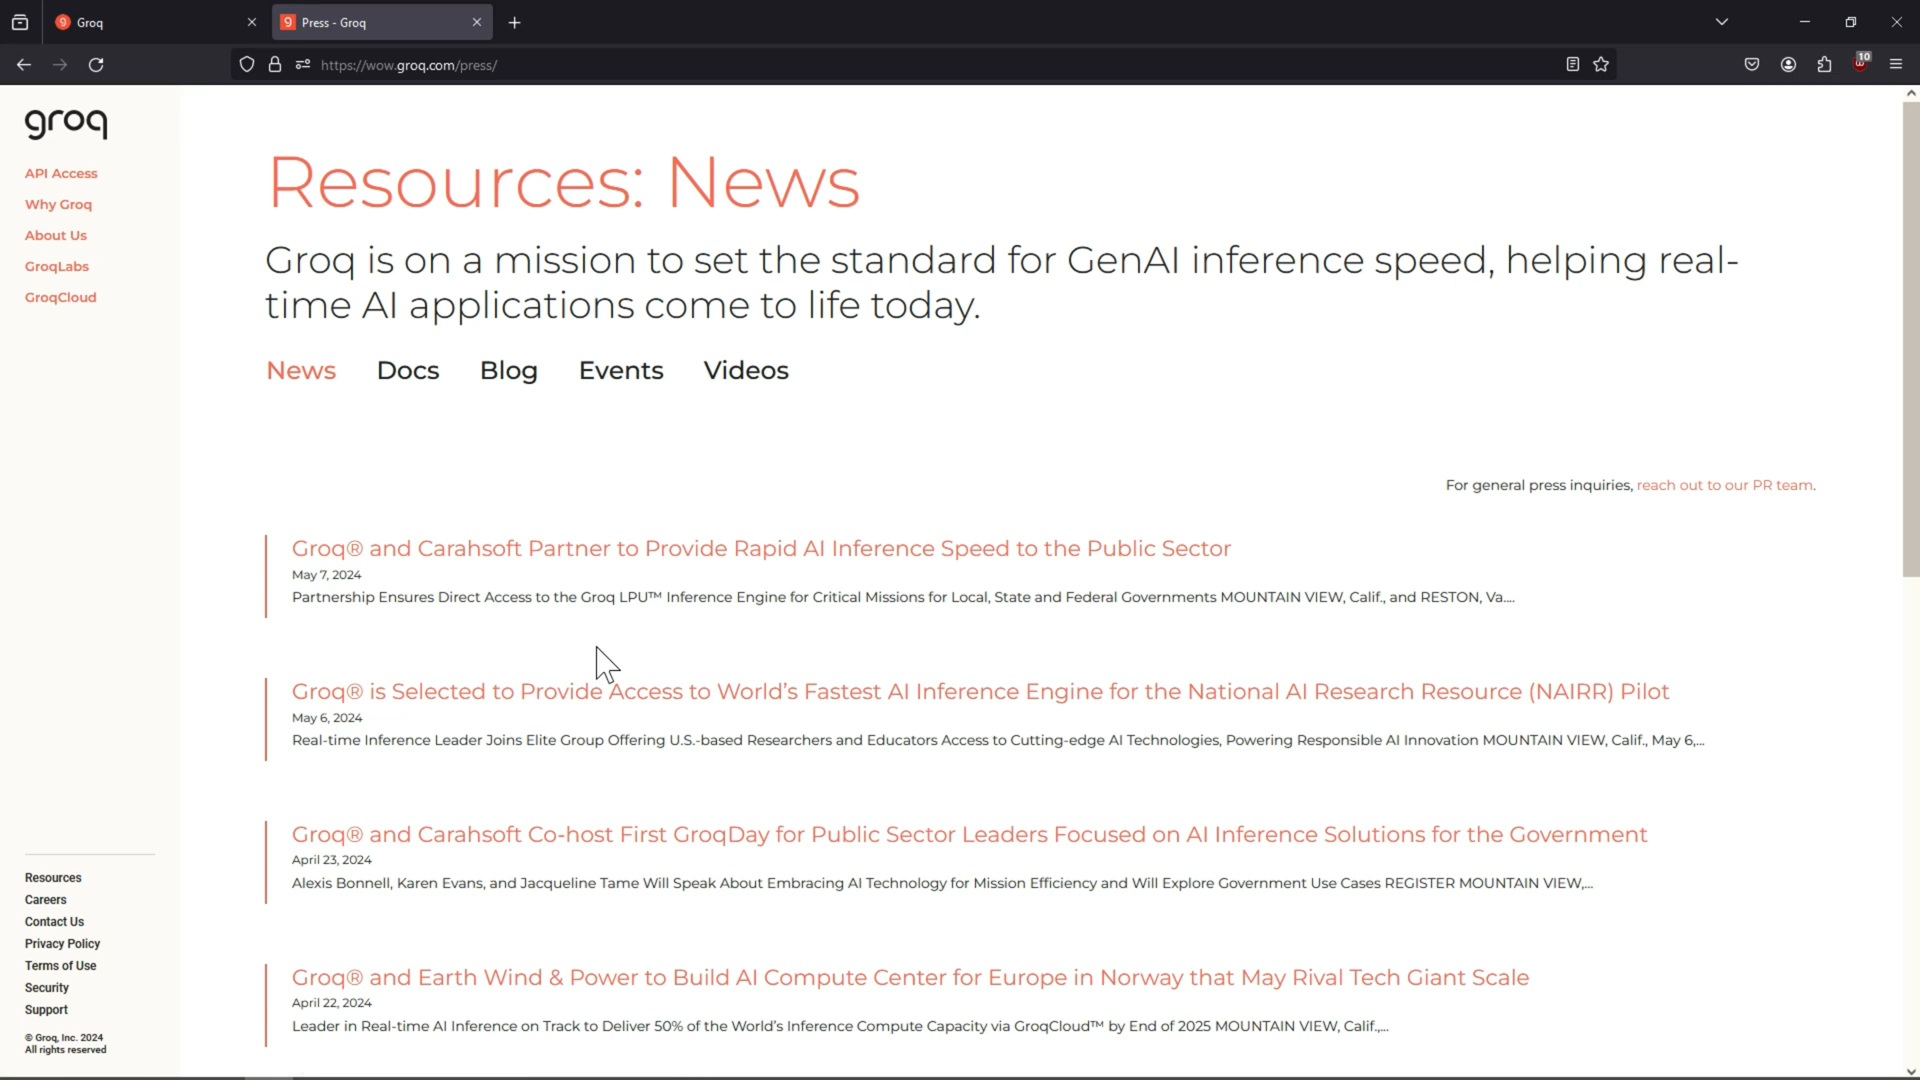 Groq
Press - Groq
https://wow.groq.com/press/
10
groq
API Access
Why Groq
About Us
GroqLabs
GroqCloud
Resources: News
Groq is on a mission to set the standard for GenAI inference speed, helping real-
time AI applications come to life today.
News Docs Blog Events Videos
For general press inquiries, reach out to our PR team.
Groq® and Carahsoft Partner to Provide Rapid AI Inference Speed to the Public Sector
May 7, 2024
Partnership Ensures Direct Access to the Groq LPU™ Inference Engine for Critical Missions for Local, State and Federal Governments MOUNTAIN VIEW, Calif., and RESTON, Va....
Groq® is Selected to Provide Access to World's Fastest AI Inference Engine for the National AI Research Resource (NAIRR) Pilot
May 6, 2024
Real-time Inference Leader Joins Elite Group Offering U.S.-based Researchers and Educators Access to Cutting-edge AI Technologies, Powering Responsible AI Innovation MOUNTAIN VIEW, Calif., May 6,...
Groq® and Carahsoft Co-host First GroqDay for Public Sector Leaders Focused on AI Inference Solutions for the Government
April 23, 2024
Alexis Bonnell, Karen Evans, and Jacqueline Tame Will Speak About Embracing AI Technology for Mission Efficiency and Will Explore Government Use Cases REGISTER MOUNTAIN VIEW,...
Groq® and Earth Wind & Power to Build AI Compute Center for Europe in Norway that May Rival Tech Giant Scale
April 22, 2024
Leader in Real-time AI Inference on Track to Deliver 50% of the World's Inference Compute Capacity via GroqCloud™ by End of 2025 MOUNTAIN VIEW, Calif.,...
Resources
Careers
Contact Us
Privacy Policy
Terms of Use
Security
Support
© Groq, Inc. 2024
All rights reserved